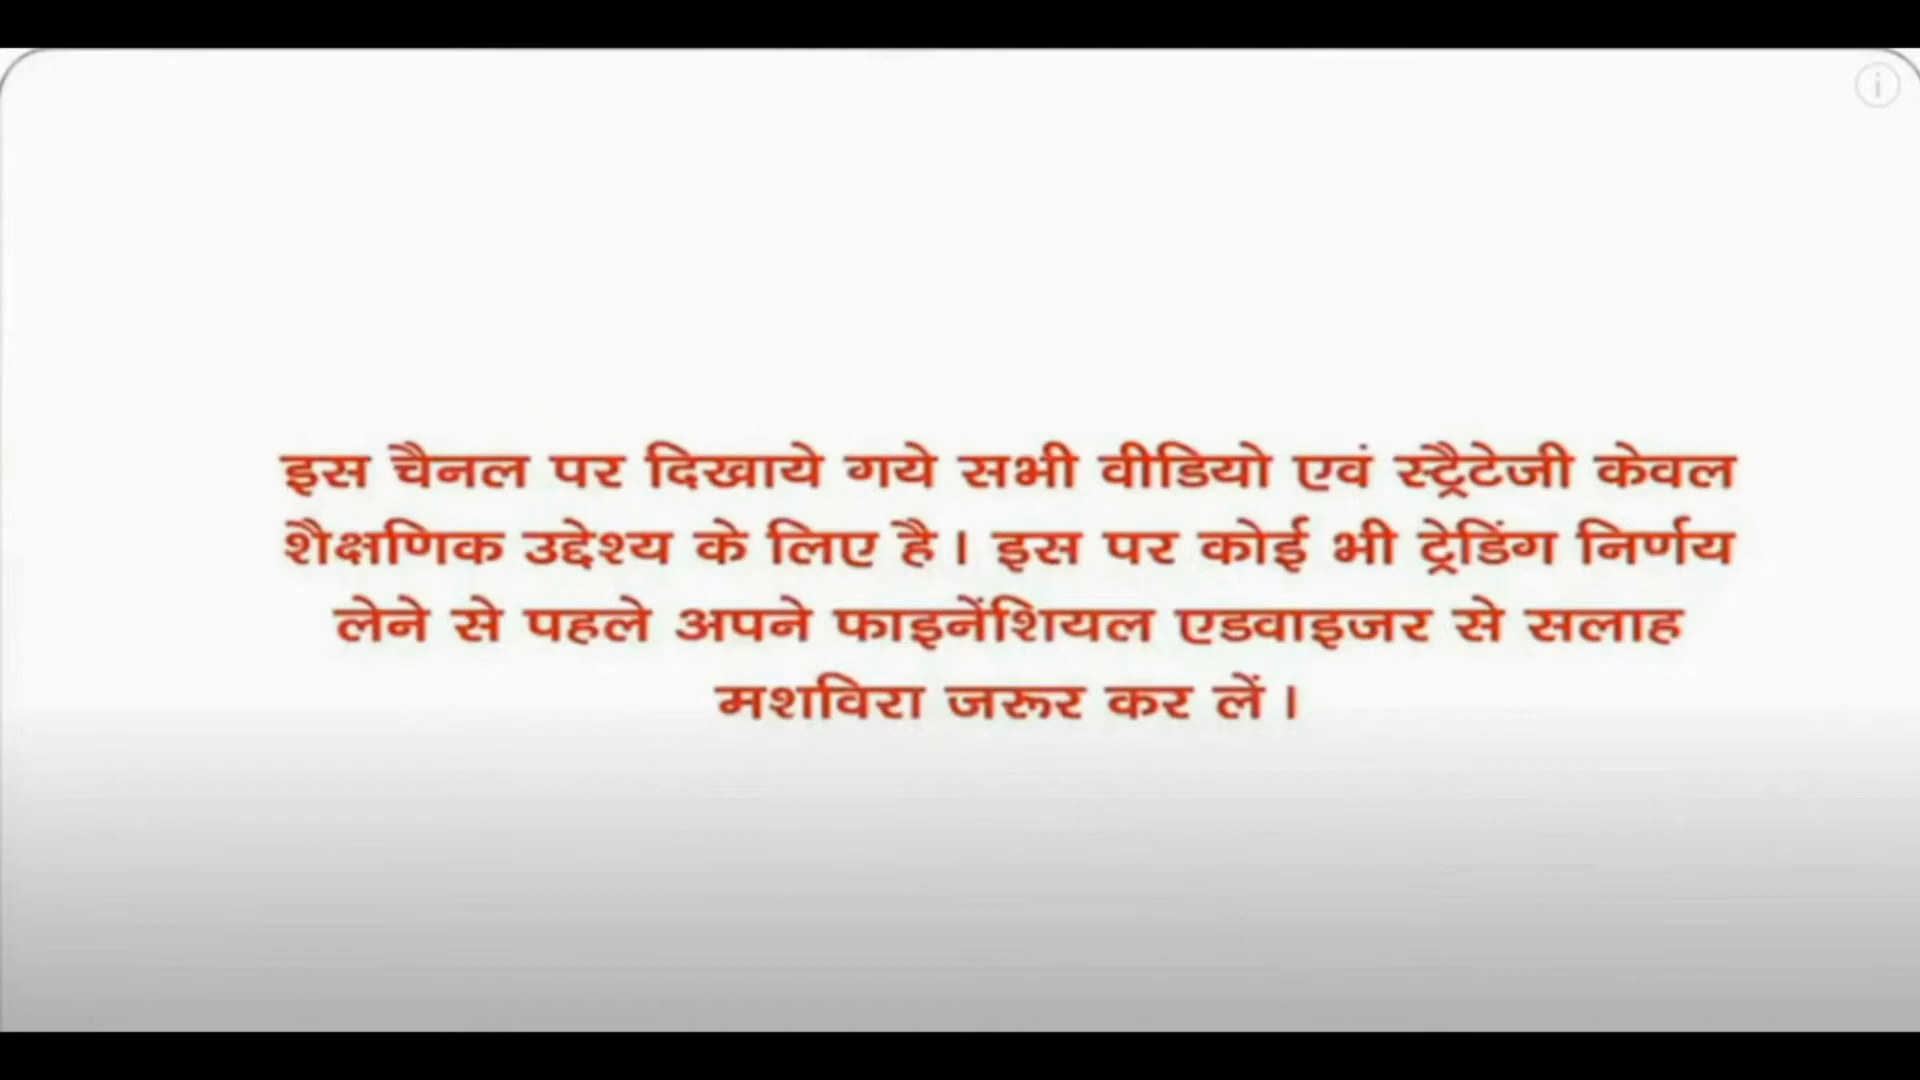 इस चैनल पर दिखाये गये सभी वीडियो एवं स्ट्रैटेजी केवल
शैक्षणिक उद्देश्य के लिए है। इस पर कोई भी ट्रेडिंग निर्णय
लेने से पहले अपने फाइनेंशियल एडवाइजर से सलाह
मशविरा जरूर कर लें।